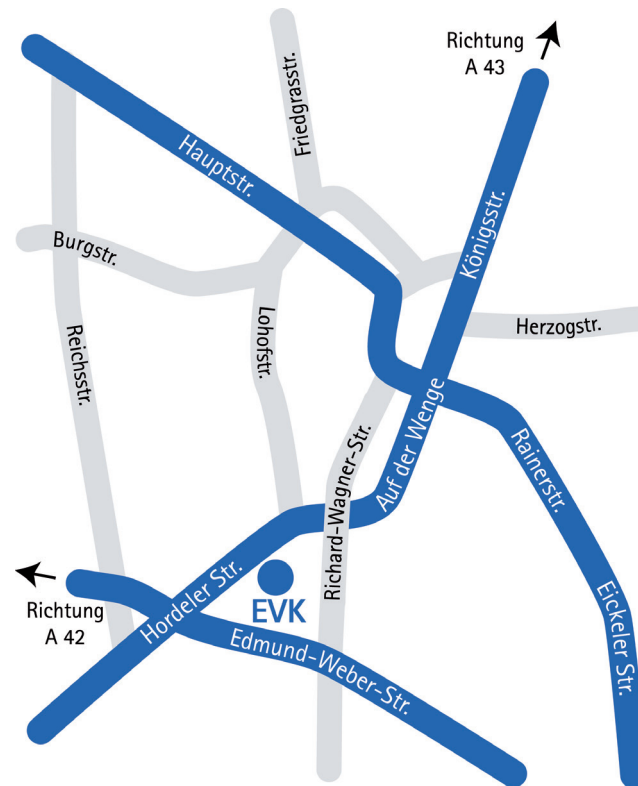 Richtung
A 43
Friedgrasstr.
Hauptstr.
Königsstr.
Burgstr.
Herzogstr.
Reichsstr.
Lohofstr.
Auf der Wenge
Rainerstr.
Richard-Wagner-Str.
Hordeler Str.
EVK
Richtung
A 42
Edmund-Weber-Str.
Eickeler Str.